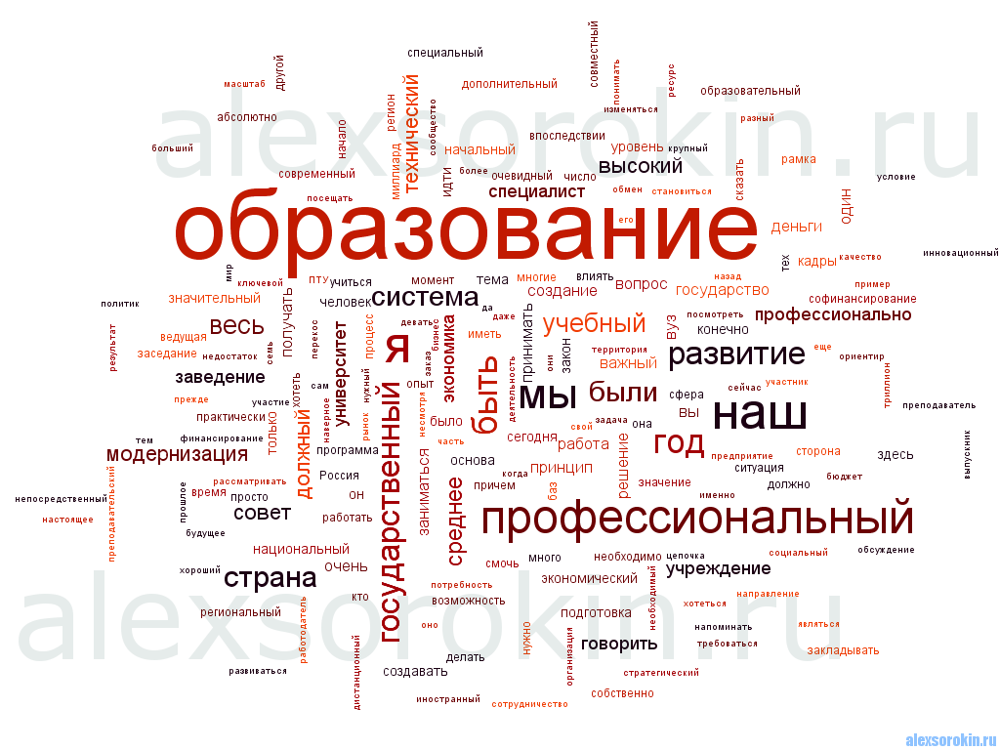 специальный
совместный
другой
масштаб
дополнительный
понимать
ресурс
образовательный
технический
регион
сообщество
изменяться
абсолютно
разный
начало
впоследствии
alexsorokin.ru
больший
миллиард
начальный
уровень
крупный
рамка
современный
идти
более
очевидный
число
высокий
сказать
условие
посещать
специалист
обмен
становиться
один
образование
его
деньги
мир
ключевой
ПТУ
учиться
момент
тема
многие
влиять
назад
тех
кадры
качество
инновационный
пример
политик
значительный
получать
человек
система
да
даже
создание
вопрос
государство
софинансирование
результат
ведущая
весь
перекос
процесс
девать
бизнес
экономика
принимать
учебный
вуз
посмотреть
профессионально
конечно
заседание
недостаток
семь
университет
я
заказ
иметь
закон
они
территория
важный
развитие
еще
ориентир
заведение
хотеть
сам
нужный
опыт
быть
деятельность
мы
были
сфера
сейчас
участник
триллион
прежде
участие
наверное
рынок
государственный
несмотря
было
свой
задача
она
вы
наш
преподаватель
практически
только
должный
тем
финансирование
программа
часть
сегодня
работа
год
предприятие
сторона
здесь
выпускник
модернизация
рассматривать
Россия
заниматься
основа
когда
принцип
решение
ситуация
бюджет
преподавательский
прошлое
время
просто
он
среднее
причем
баз
значение
должно
именно
непосредственный
настоящее
совет
работать
профессиональный
будущее
национальный
очень
смочь
много
необходимо
цепочка
социальный
обсуждение
хороший
страна
кто
потребность
возможность
экономический
необходимый
учреждение
направление
хотеться
alexsorokin.ru
региональный
работодатель
оно
нужно
подготовка
напоминать
являться
дистанционный
организация
говорить
требоваться
закладывать
развиваться
создавать
делать
стратегический
иностранный
сотрудничество
собственно
alexsorokin.ru